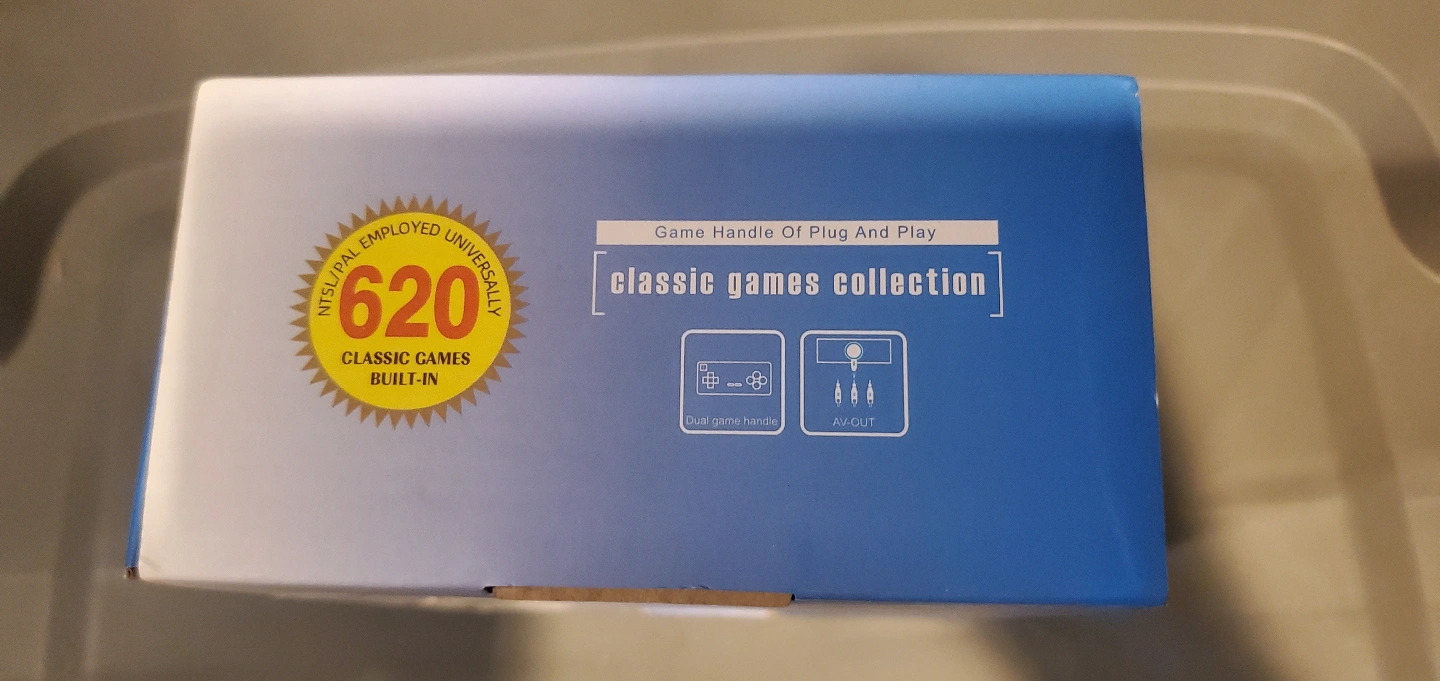 NTSL/PAL EMPLOYED UNIVERSALLY
620
CLASSIC GAMES
BUILT-IN
Game Handle Of Plug And Play
classic games collection
Dual game handle
AV-OUT